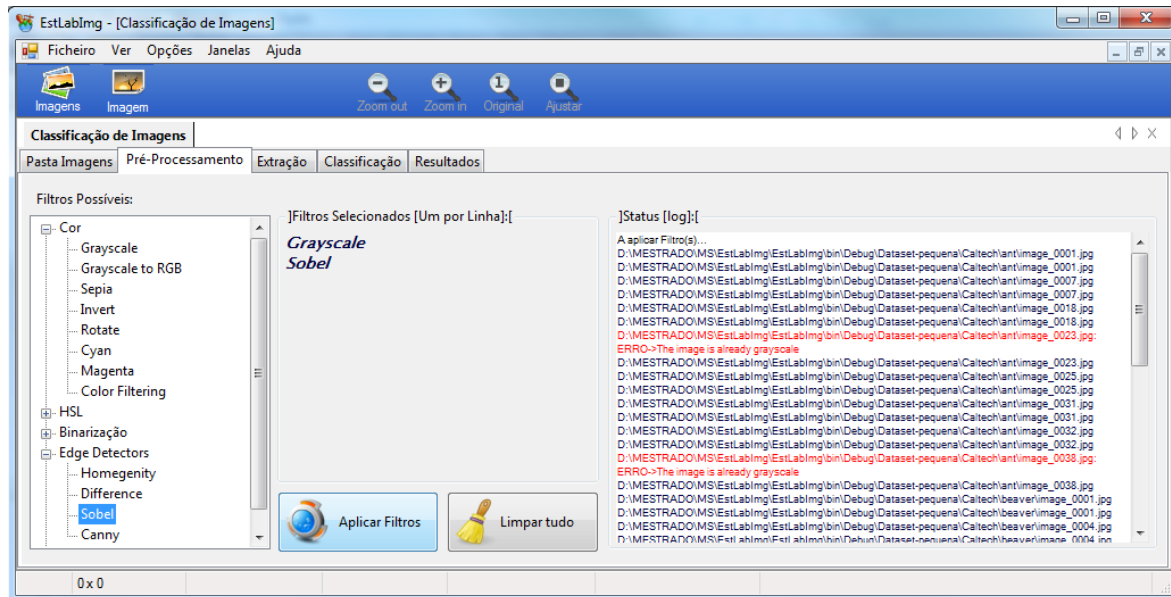 EstLabImg - [Classificação de Imagens]
Ficheiro Ver Opções Janelas Ajuda
Imagens Imagem Zoom out Zoom in Original Ajustar
Classificação de Imagens
Pasta Imagens Pré-Processamento Extração Classificação Resultados
Filtros Possíveis:
Cor
Grayscale
Grayscale to RGB
Sepia
Invert
Rotate
Cyan
Magenta
Color Filtering
HSL
Binarização
Edge Detectors
Homegenity
Difference
Sobel
Canny
]Filtros Selecionados [Um por Linha]:[
Grayscale
Sobel
Aplicar Filtros
Limpar tudo
]Status [log]:[
A aplicar Filtro(s)...
D:\MESTRADO\MS\EstLabImg\EstLabImg\bin\Debug\Dataset-pequena\Caltech\ant\image_0001.jpg
D:\MESTRADO\MS\EstLabImg\EstLabImg\bin\Debug\Dataset-pequena\Caltech\ant\image_0001.jpg
D:\MESTRADO\MS\EstLabImg\EstLabImg\bin\Debug\Dataset-pequena\Caltech\ant\image_0007.jpg
D:\MESTRADO\MS\EstLabImg\EstLabImg\bin\Debug\Dataset-pequena\Caltech\ant\image_0007.jpg
D:\MESTRADO\MS\EstLabImg\EstLabImg\bin\Debug\Dataset-pequena\Caltech\ant\image_0018.jpg
D:\MESTRADO\MS\EstLabImg\EstLabImg\bin\Debug\Dataset-pequena\Caltech\ant\image_0018.jpg
D:\MESTRADO\MS\EstLabImg\EstLabImg\bin\Debug\Dataset-pequena\Caltech\ant\image_0023.jpg:
ERRO->The image is already grayscale
D:\MESTRADO\MS\EstLabImg\EstLabImg\bin\Debug\Dataset-pequena\Caltech\ant\image_0023.jpg
D:\MESTRADO\MS\EstLabImg\EstLabImg\bin\Debug\Dataset-pequena\Caltech\ant\image_0025.jpg
D:\MESTRADO\MS\EstLabImg\EstLabImg\bin\Debug\Dataset-pequena\Caltech\ant\image_0025.jpg
D:\MESTRADO\MS\EstLabImg\EstLabImg\bin\Debug\Dataset-pequena\Caltech\ant\image_0031.jpg
D:\MESTRADO\MS\EstLabImg\EstLabImg\bin\Debug\Dataset-pequena\Caltech\ant\image_0031.jpg
D:\MESTRADO\MS\EstLabImg\EstLabImg\bin\Debug\Dataset-pequena\Caltech\ant\image_0032.jpg
D:\MESTRADO\MS\EstLabImg\EstLabImg\bin\Debug\Dataset-pequena\Caltech\ant\image_0032.jpg
D:\MESTRADO\MS\EstLabImg\EstLabImg\bin\Debug\Dataset-pequena\Caltech\ant\image_0038.jpg:
ERRO->The image is already grayscale
D:\MESTRADO\MS\EstLabImg\EstLabImg\bin\Debug\Dataset-pequena\Caltech\ant\image_0038.jpg
D:\MESTRADO\MS\EstLabImg\EstLabImg\bin\Debug\Dataset-pequena\Caltech\beaver\image_0001.jpg
D:\MESTRADO\MS\EstLabImg\EstLabImg\bin\Debug\Dataset-pequena\Caltech\beaver\image_0001.jpg
D:\MESTRADO\MS\EstLabImg\EstLabImg\bin\Debug\Dataset-pequena\Caltech\beaver\image_0004.jpg
D:\MESTRADO\MS\EstLabImg\EstLabImg\bin\Debug\Dataset-pequena\Caltech\beaver\image_0004.jpg
0 x 0